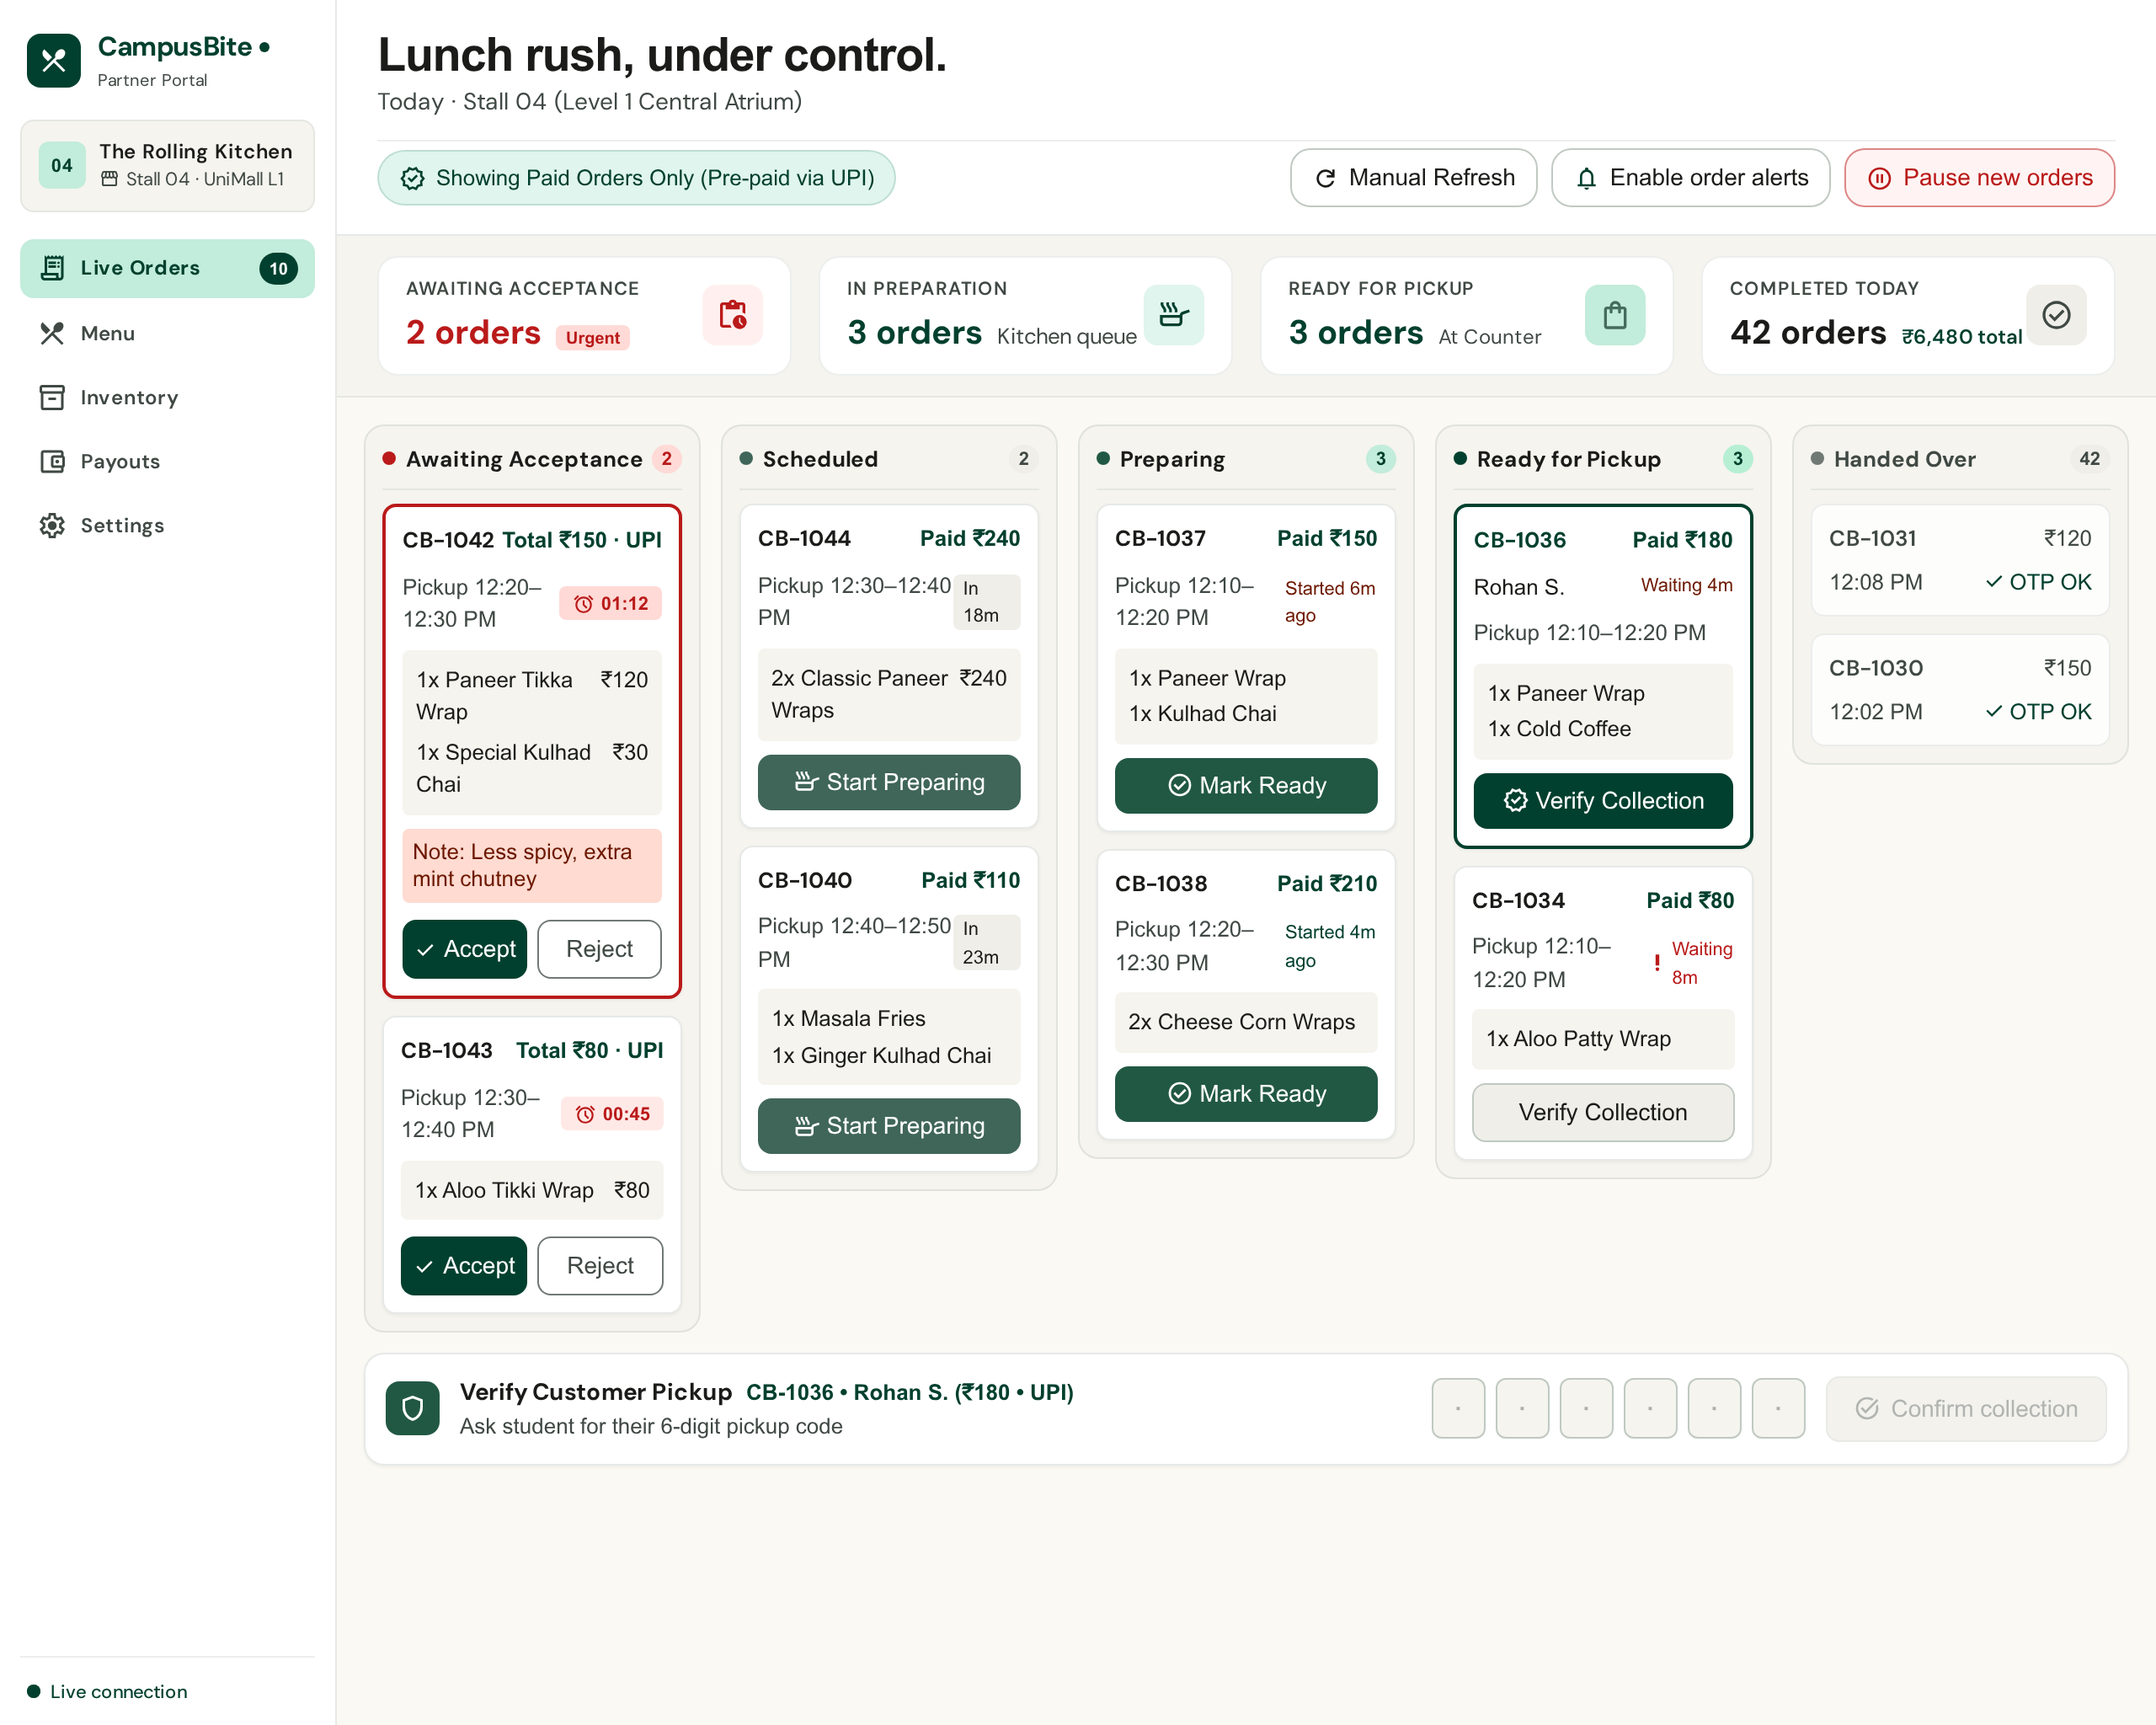 CampusBite •
Partner Portal
04
The Rolling Kitchen
Stall 04 · UniMall L1
Live Orders 10
Menu
Inventory
Payouts
Settings
Live connection
Lunch rush, under control.
Today · Stall 04 (Level 1 Central Atrium)
Showing Paid Orders Only (Pre-paid via UPI)
Manual Refresh
Enable order alerts
Pause new orders
AWAITING ACCEPTANCE
2 orders Urgent
IN PREPARATION
3 orders Kitchen queue
READY FOR PICKUP
3 orders At Counter
COMPLETED TODAY
42 orders ₹6,480 total
Awaiting Acceptance 2
CB-1042 Total ₹150 · UPI
Pickup 12:20–
12:30 PM
01:12
1x Paneer Tikka ₹120
Wrap
1x Special Kulhad ₹30
Chai
Note: Less spicy, extra
mint chutney
Accept
Reject
CB-1043 Total ₹80 · UPI
Pickup 12:30–
12:40 PM
00:45
1x Aloo Tikki Wrap ₹80
Accept
Reject
Scheduled 2
CB-1044 Paid ₹240
Pickup 12:30–12:40
PM
In
18m
2x Classic Paneer ₹240
Wraps
Start Preparing
CB-1040 Paid ₹110
Pickup 12:40–12:50
PM
In
23m
1x Masala Fries
1x Ginger Kulhad Chai
Start Preparing
Preparing 3
CB-1037 Paid ₹150
Pickup 12:10–
12:20 PM
Started 6m
ago
1x Paneer Wrap
1x Kulhad Chai
Mark Ready
CB-1038 Paid ₹210
Pickup 12:20–
12:30 PM
Started 4m
ago
2x Cheese Corn Wraps
Mark Ready
Ready for Pickup 3
CB-1036 Paid ₹180
Rohan S. Waiting 4m
Pickup 12:10–12:20 PM
1x Paneer Wrap
1x Cold Coffee
Verify Collection
CB-1034 Paid ₹80
Pickup 12:10–
12:20 PM
! Waiting
8m
1x Aloo Patty Wrap
Verify Collection
Handed Over 42
CB-1031 ₹120
12:08 PM ✓ OTP OK
CB-1030 ₹150
12:02 PM ✓ OTP OK
Verify Customer Pickup CB-1036 • Rohan S. (₹180 • UPI)
Ask student for their 6-digit pickup code
· · · · · ·
Confirm collection